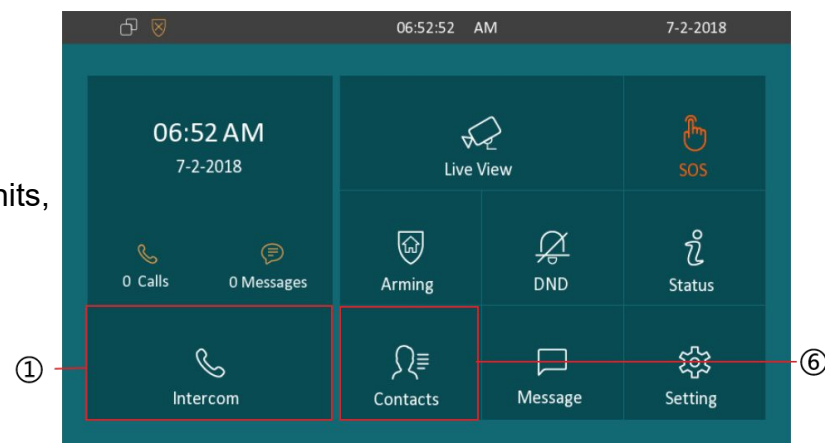 06:52:52 AM 7-2-2018
06:52 AM
7-2-2018
Live View
SOS
nits,
0 Calls
0 Messages
Arming
DND
Status
①
Intercom
Contacts
Message
Setting
⑥